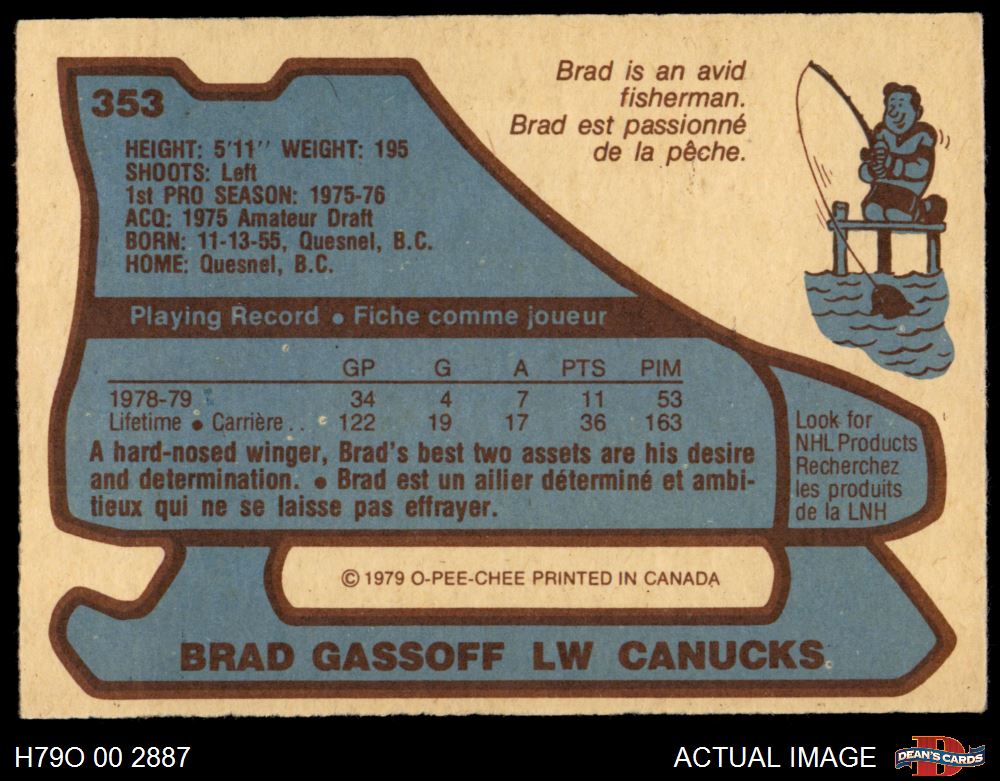 353
Brad is an avid
fisherman.
Brad est passionné
de la pêche.
HEIGHT: 5'11" WEIGHT: 195
SHOOTS: Left
1st PRO SEASON: 1975-76
ACQ: 1975 Amateur Draft
BORN: 11-13-55, Quesnel, B.C.
HOME: Quesnel, B.C.
Playing Record • Fiche comme joueur
GP G A PTS PIM
1978-79 34 4 7 11 53
Lifetime • Carrière.. 122 19 17 36 163
A hard-nosed winger, Brad's best two assets are his desire
and determination. • Brad est un ailier déterminé et ambi-
tieux qui ne se laisse pas effrayer.
Look for
NHL Products
Recherchez
les produits
de la LNH
© 1979 O-PEE-CHEE PRINTED IN CANADA
BRAD GASSOFF LW CANUCKS
H79O 00 2887
ACTUAL IMAGE
D
DEAN'S CARDS